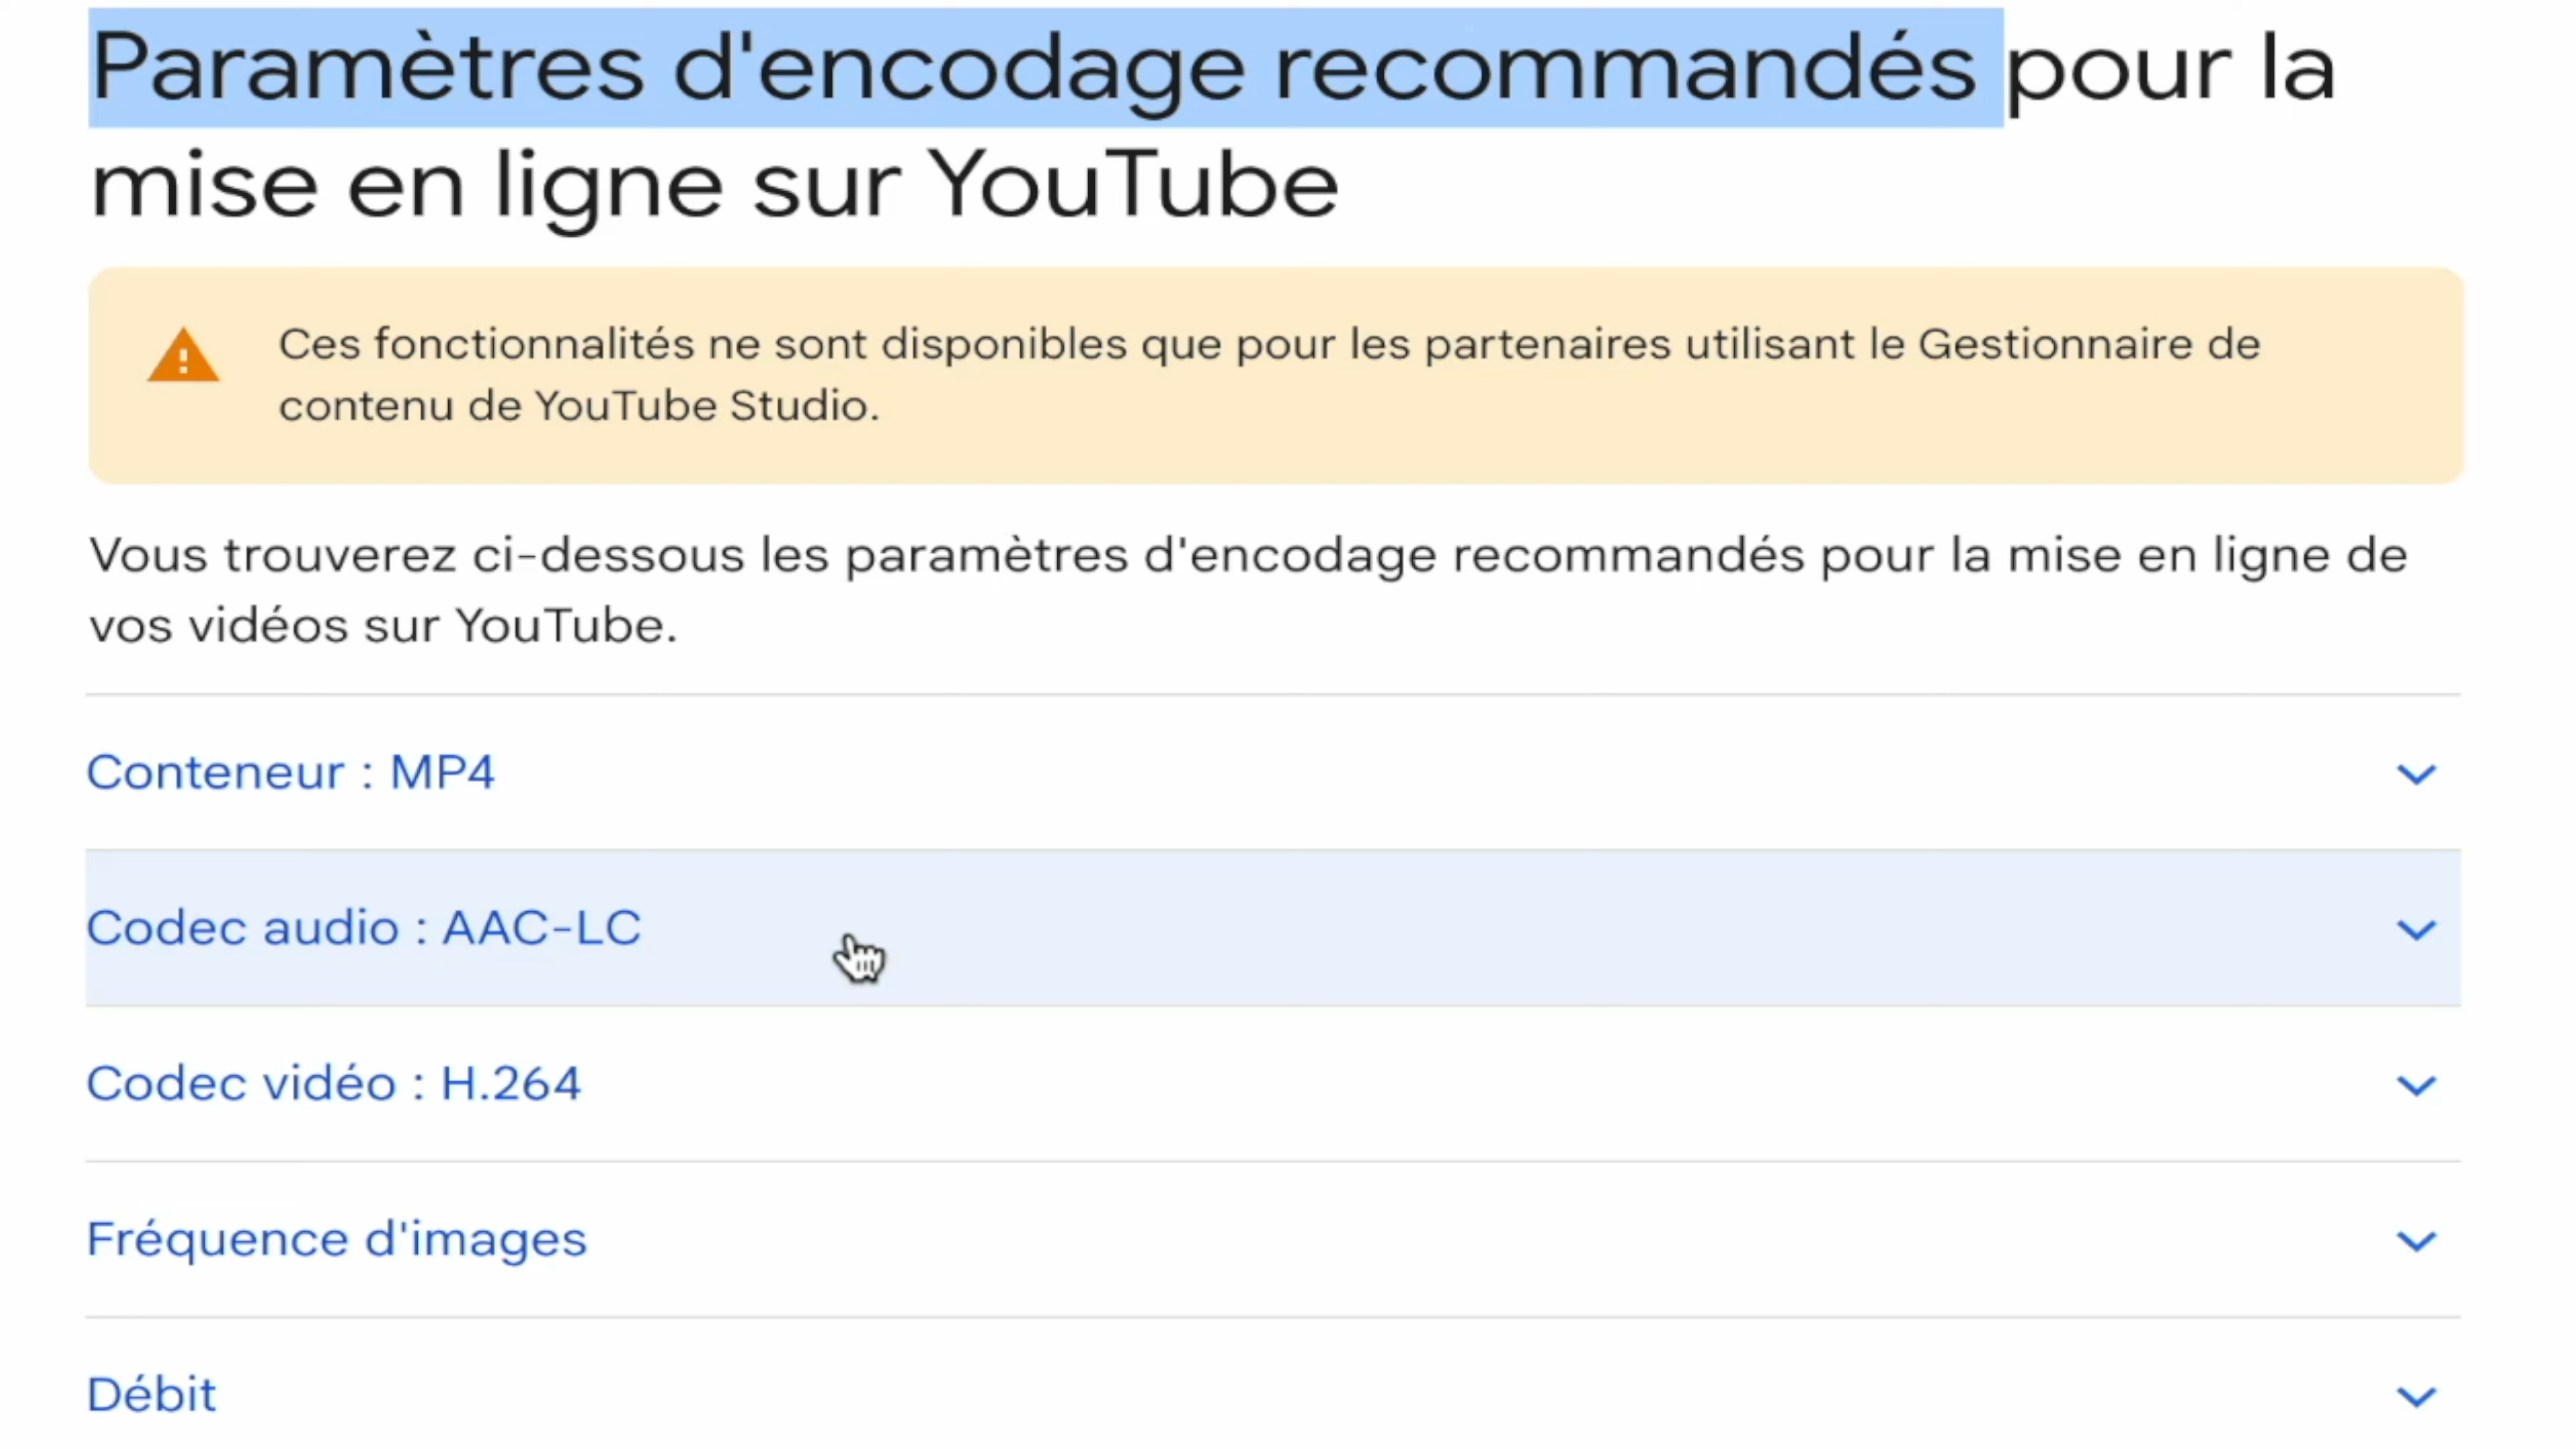 Paramètres d'encodage recommandés pour la
mise en ligne sur YouTube
Ces fonctionnalités ne sont disponibles que pour les partenaires utilisant le Gestionnaire de
contenu de YouTube Studio.
Vous trouverez ci-dessous les paramètres d'encodage recommandés pour la mise en ligne de
vos vidéos sur YouTube.
Conteneur : MP4
Codec audio : AAC-LC
Codec vidéo : H.264
Fréquence d'images
Débit